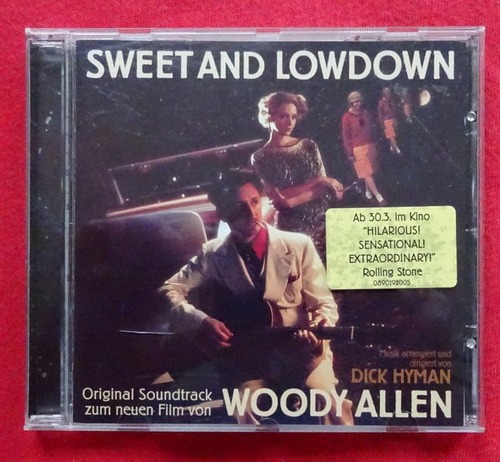 SWEET AND LOWDOWN
Ab 30.3. im Kino
"HILARIOUS!
SENSATIONAL!
EXTRAORDINARY!"
Rolling Stone
0890192005
Musik arrangiert und
dirigiert von
DICK HYMAN
Original Soundtrack
zum neuen Film von
WOODY ALLEN